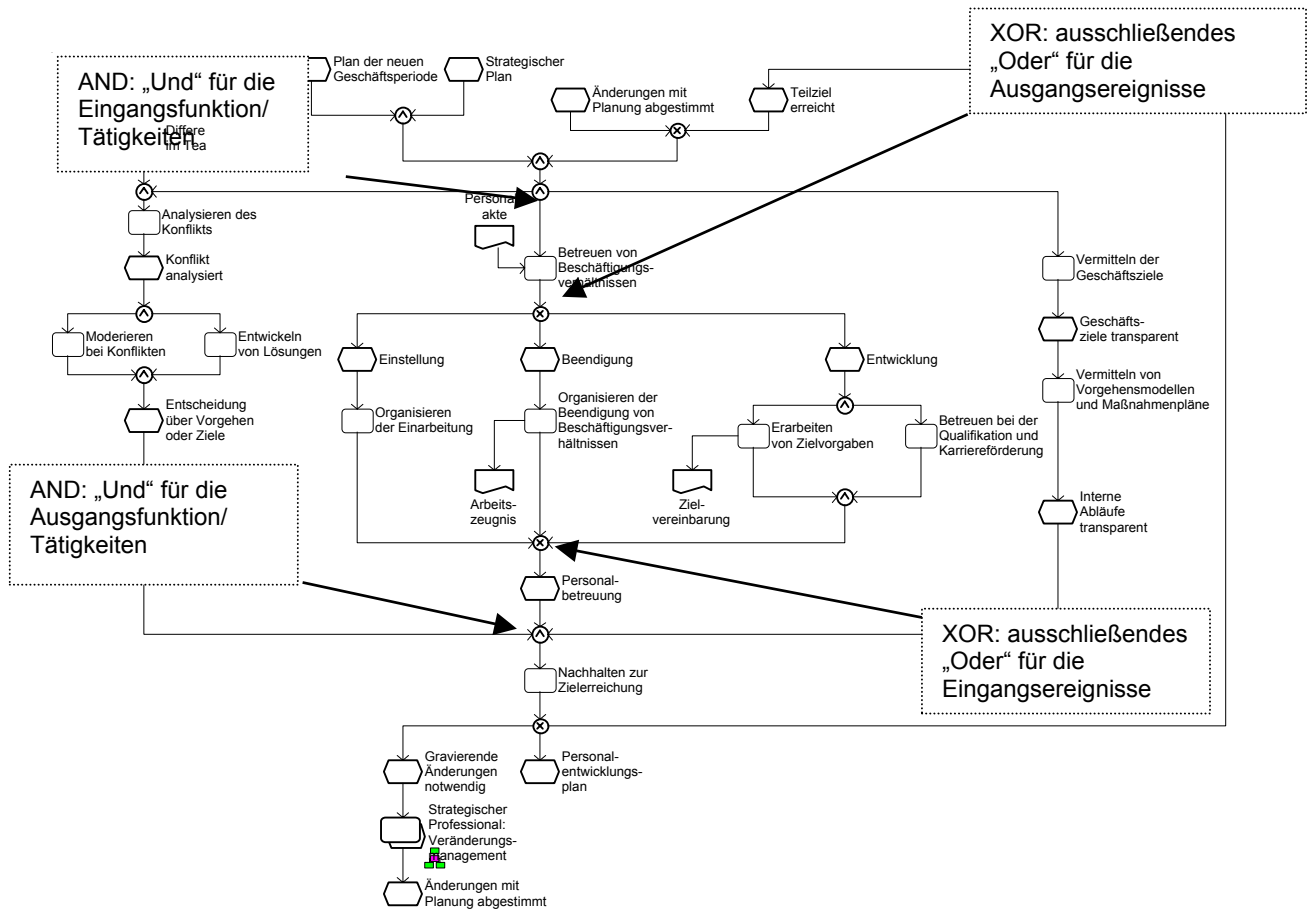 AND: „Und“ für die
Eingangsfunktion/
Tätigkeiten
Differe
im Tea
Plan der neuen
Geschäftsperiode
Strategischer
Plan
Änderungen mit
Planung abgestimmt
Teilziel
erreicht
XOR: ausschließendes
„Oder“ für die
Ausgangsereignisse
Analysieren des
Konflikts
Konflikt
analysiert
Moderieren
bei Konflikten
Entwickeln
von Lösungen
Entscheidung
über Vorgehen
oder Ziele
Personal
akte
Betreuen von
Beschäftigungs-
verhältnissen
Vermitteln der
Geschäftsziele
Geschäfts-
ziele transparent
Vermitteln von
Vorgehensmodellen
und Maßnahmenpläne
Interne
Abläufe
transparent
Einstellung
Beendigung
Entwicklung
Organisieren
der Einarbeitung
Organisieren der
Beendigung von
Beschäftigungsver-
hältnissen
Erarbeiten
von Zielvorgaben
Betreuen bei der
Qualifikation und
Karriereförderung
Arbeits-
zeugnis
Ziel-
vereinbarung
AND: „Und“ für die
Ausgangsfunktion/
Tätigkeiten
Personal-
betreuung
XOR: ausschließendes
„Oder“ für die
Eingangsereignisse
Nachhalten zur
Zielerreichung
Gravierende
Änderungen
notwendig
Personal-
entwicklungs-
plan
Strategischer
Professional:
Veränderungs-
management
Änderungen mit
Planung abgestimmt